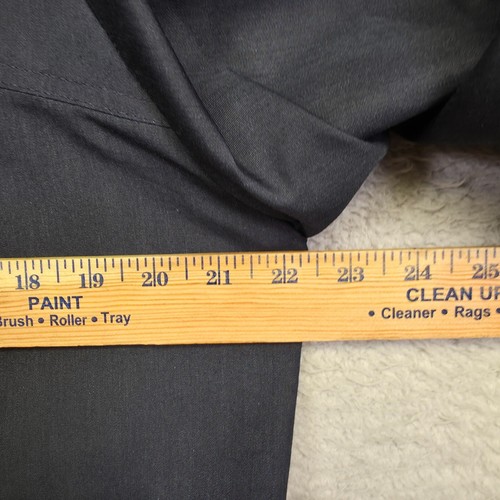 18 19 20 21 22 23 24 25
PAINT CLEAN UP
Brush • Roller • Tray • Cleaner • Rags •